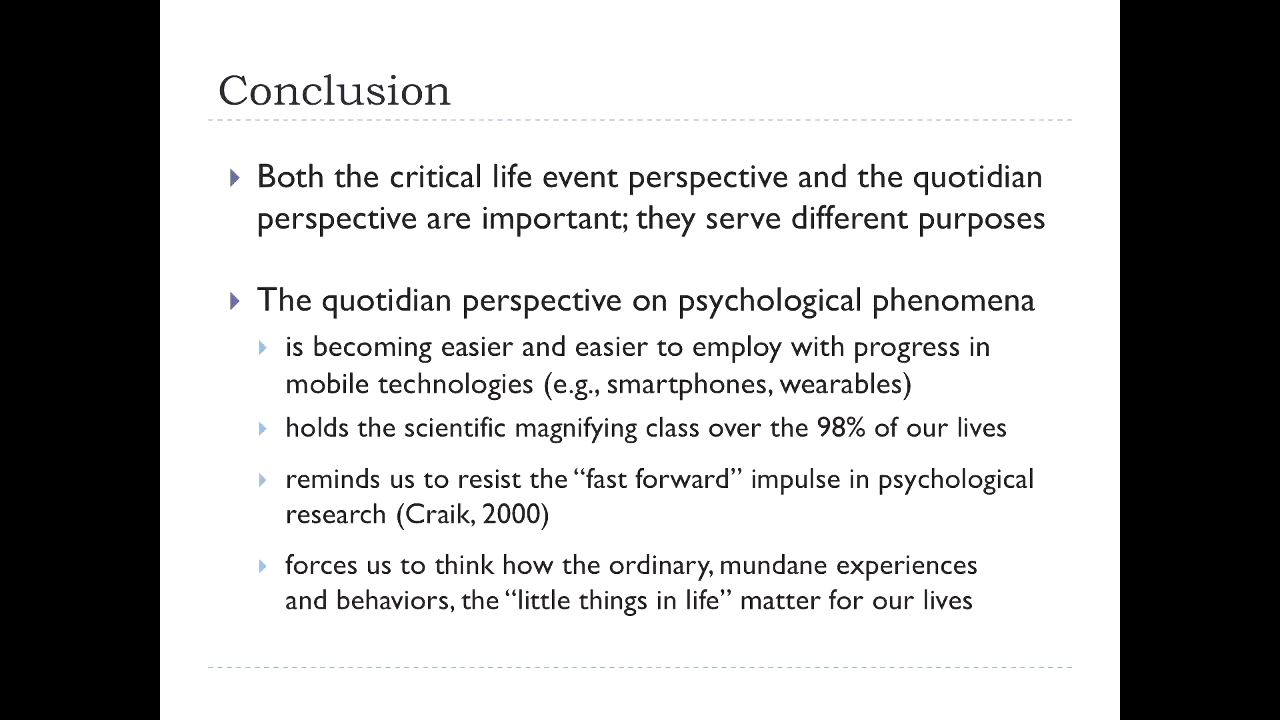 Conclusion
Both the critical life event perspective and the quotidian
perspective are important; they serve different purposes
The quotidian perspective on psychological phenomena
is becoming easier and easier to employ with progress in
mobile technologies (e.g., smartphones, wearables)
holds the scientific magnifying class over the 98% of our lives
reminds us to resist the “fast forward” impulse in psychological
research (Craik, 2000)
forces us to think how the ordinary, mundane experiences
and behaviors, the “little things in life” matter for our lives